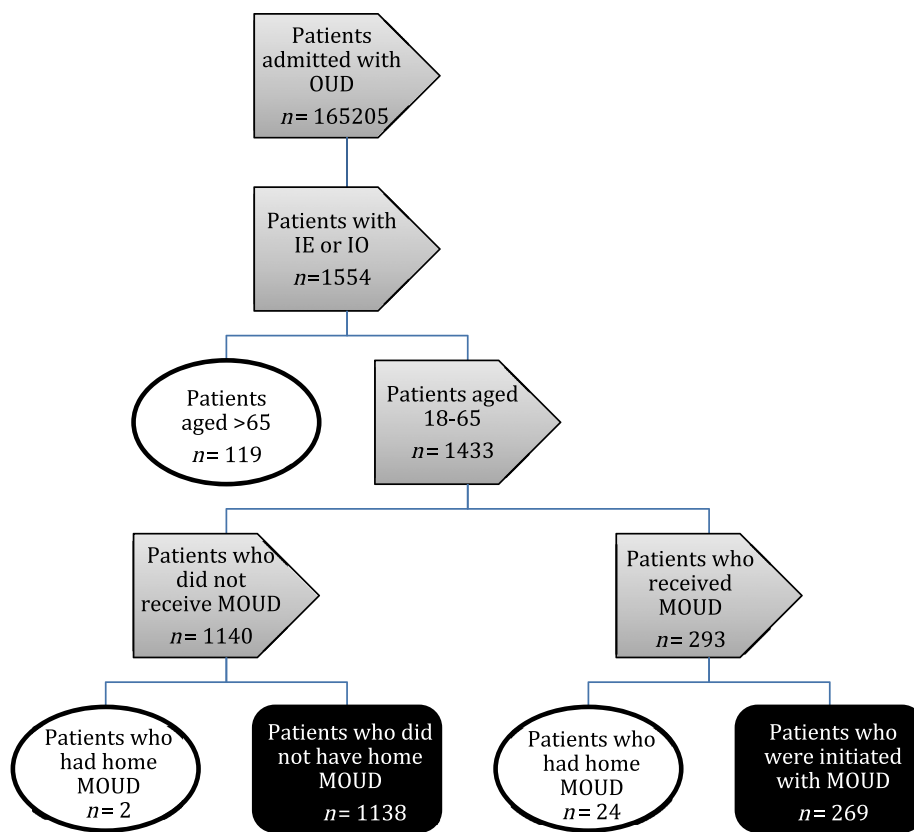 Patients
admitted with
OUD
n= 165205
Patients with
IE or IO
n=1554
Patients
aged >65
n= 119
Patients aged
18-65
n= 1433
Patients who
did not
receive MOUD
n= 1140
Patients who
received
MOUD
n= 293
Patients who
had home
MOUD
n= 2
Patients who did
not have home
MOUD
n= 1138
Patients who
had home
MOUD
n= 24
Patients who
were initiated
with MOUD
n= 269